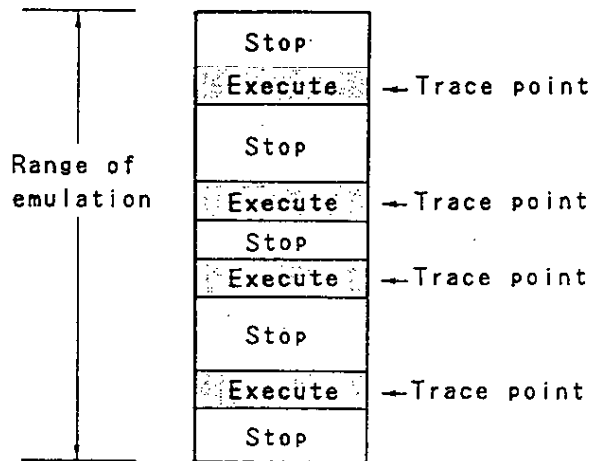 Stop
Execute ← Trace point
Stop
Range of
emulation
Execute ← Trace point
Stop
Execute ← Trace point
Stop
Execute ← Trace point
Stop